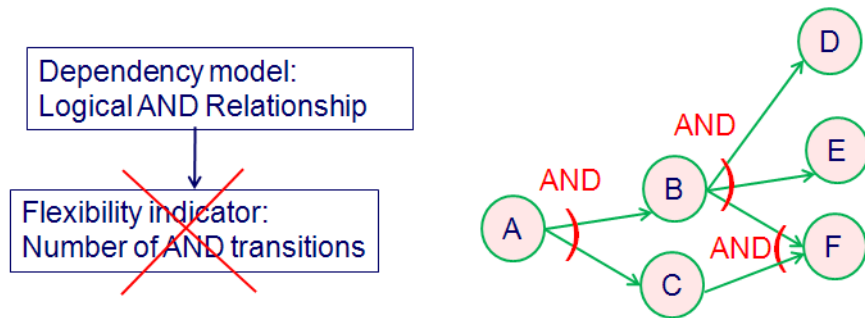 Dependency model:
Logical AND Relationship
Flexibility indicator:
Number of AND transitions
D
AND
E
AND
B
A
AND
F
C